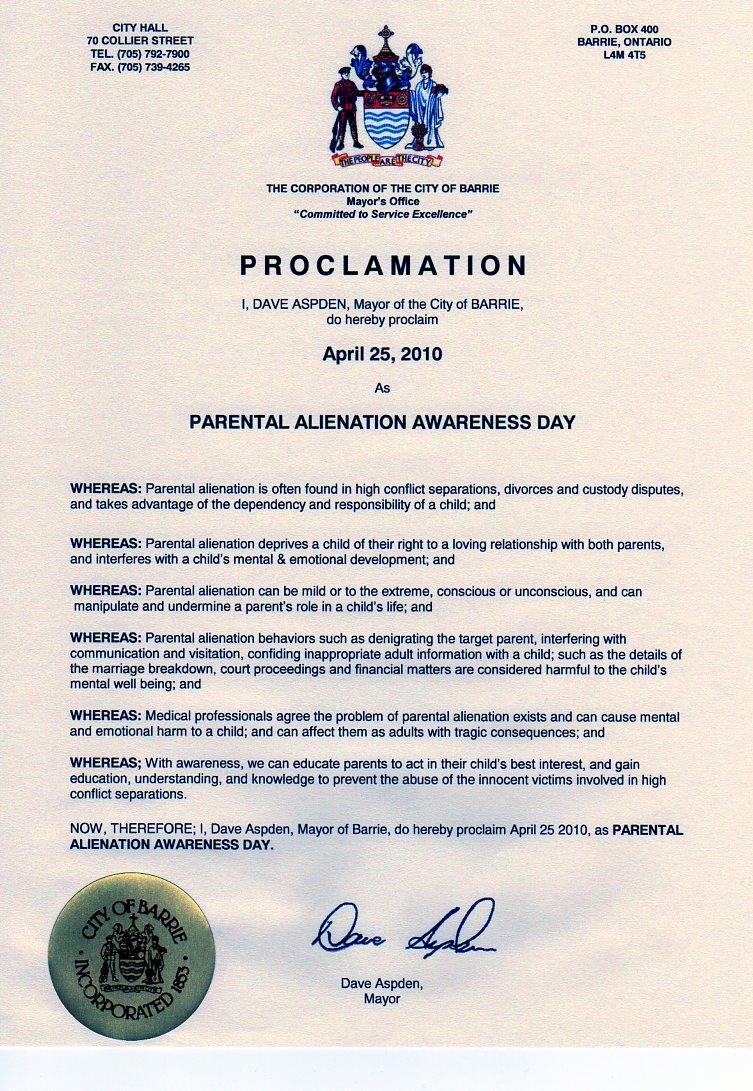 CITY HALL
70 COLLIER STREET
TEL. (705) 792-7900
FAX. (705) 739-4265
P.O. BOX 400
BARRIE, ONTARIO
L4M 4T5
THE PEOPLE ARE THE CITY
THE CORPORATION OF THE CITY OF BARRIE
Mayor's Office
"Committed to Service Excellence"
PROCLAMATION
I, DAVE ASPDEN, Mayor of the City of BARRIE,
do hereby proclaim
April 25, 2010
As
PARENTAL ALIENATION AWARENESS DAY
WHEREAS: Parental alienation is often found in high conflict separations, divorces and custody disputes,
and takes advantage of the dependency and responsibility of a child; and
WHEREAS: Parental alienation deprives a child of their right to a loving relationship with both parents,
and interferes with a child's mental & emotional development; and
WHEREAS: Parental alienation can be mild or to the extreme, conscious or unconscious, and can
manipulate and undermine a parent's role in a child's life; and
WHEREAS: Parental alienation behaviors such as denigrating the target parent, interfering with
communication and visitation, confiding inappropriate adult information with a child; such as the details of
the marriage breakdown, court proceedings and financial matters are considered harmful to the child's
mental well being; and
WHEREAS: Medical professionals agree the problem of parental alienation exists and can cause mental
and emotional harm to a child; and can affect them as adults with tragic consequences; and
WHEREAS; With awareness, we can educate parents to act in their child's best interest, and gain
education, understanding, and knowledge to prevent the abuse of the innocent victims involved in high
conflict separations.
NOW, THEREFORE; I, Dave Aspden, Mayor of Barrie, do hereby proclaim April 25 2010, as PARENTAL
ALIENATION AWARENESS DAY.
CITY OF BARRIE
INCORPORATED 1853
Dave Aspden
Dave Aspden,
Mayor